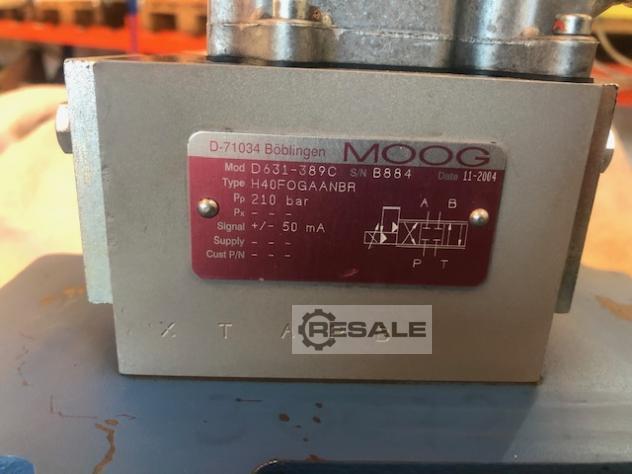 D-71034 Böblingen MOOG
Mod D631-389C S/N B884 Date 11-2004
Type H40FOGAANBR
Pp 210 bar
Px - - -
Signal +/- 50 mA
Supply - - -
Cust P/N - - -
A B
P T
X T A P B
RESALE